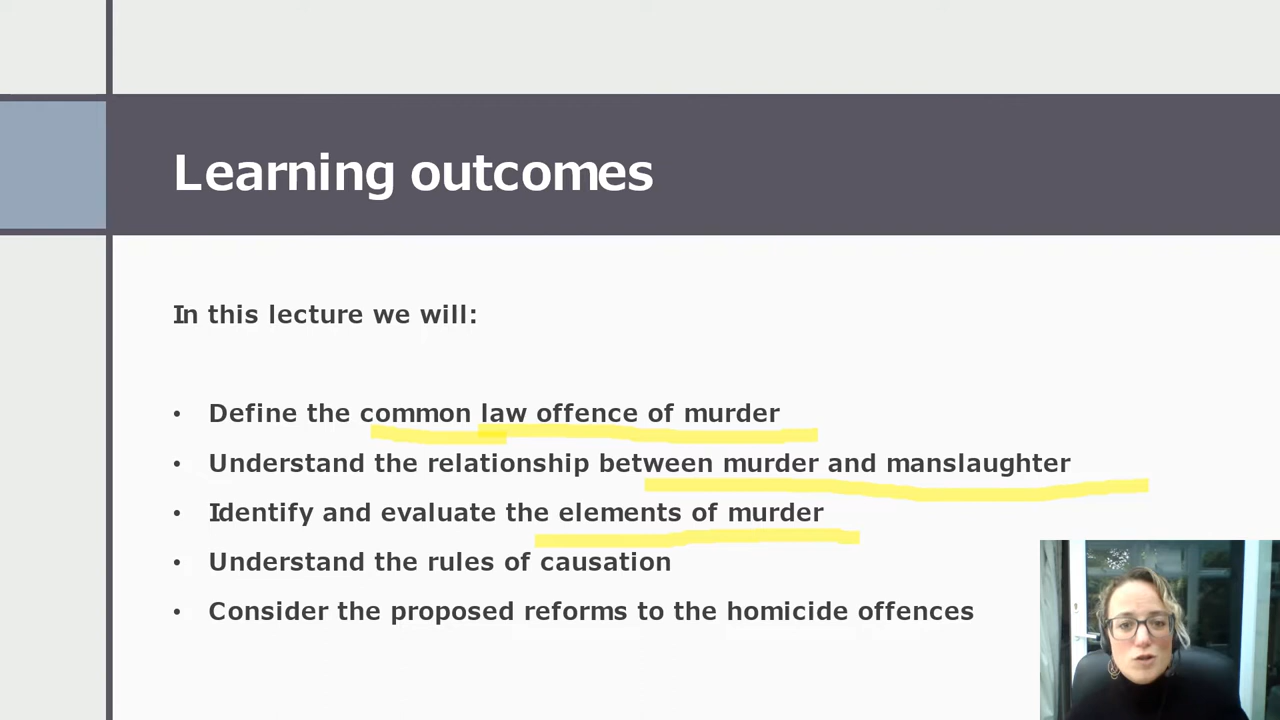 Learning outcomes
In this lecture we will:
• Define the common law offence of murder
• Understand the relationship between murder and manslaughter
• Identify and evaluate the elements of murder
• Understand the rules of causation
• Consider the proposed reforms to the homicide offences